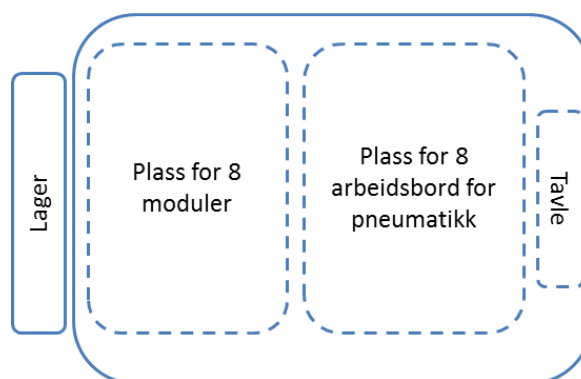 Lager
Plass for 8
moduler
Plass for 8
arbeidsbord for
pneumatikk
Tavle